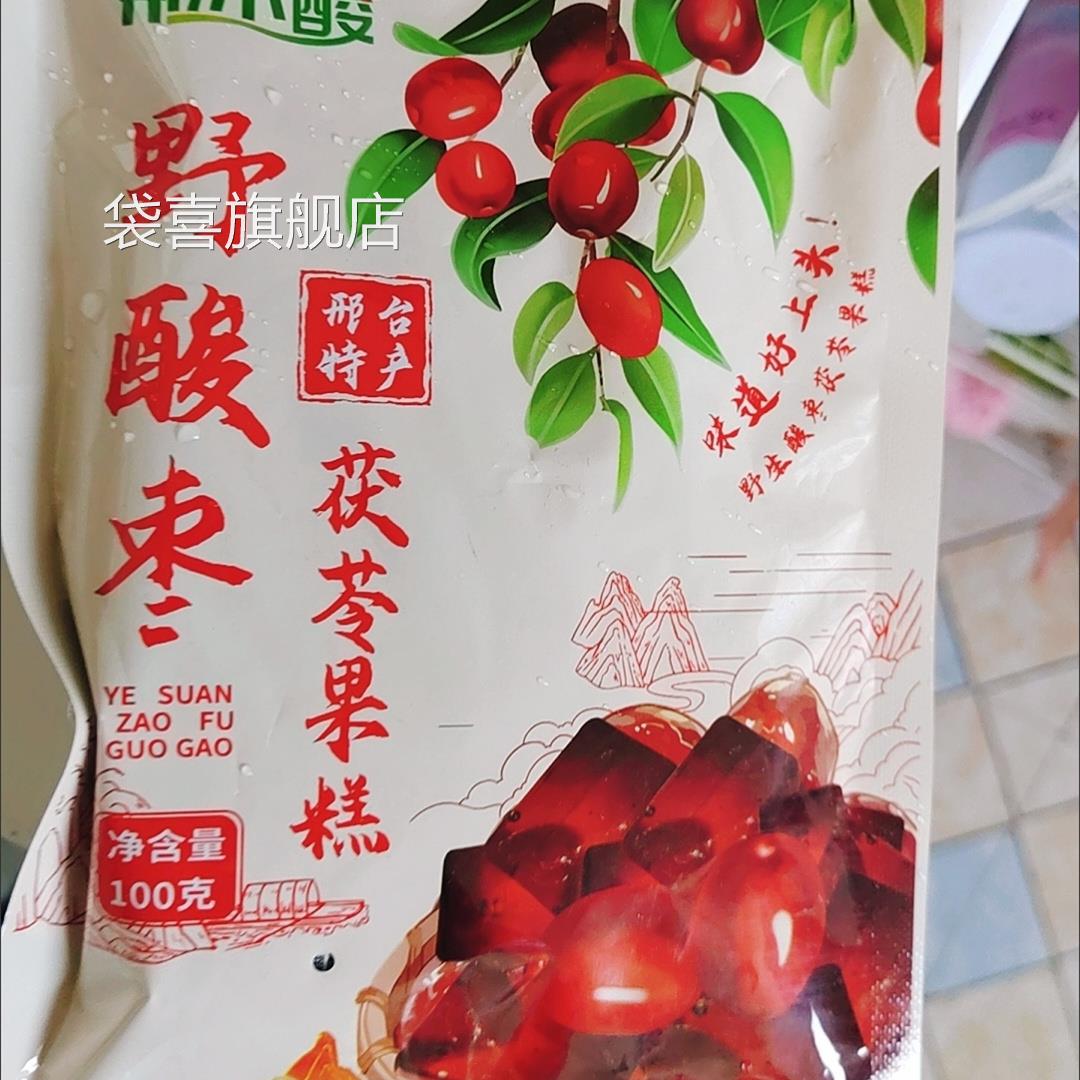 野酸枣
袋喜旗舰店
邢台
特产
茯苓果糕
味道好上头！
野生酸枣茯苓果糕
YE SUAN
ZAO FU
GUO GAO
净含量
100克